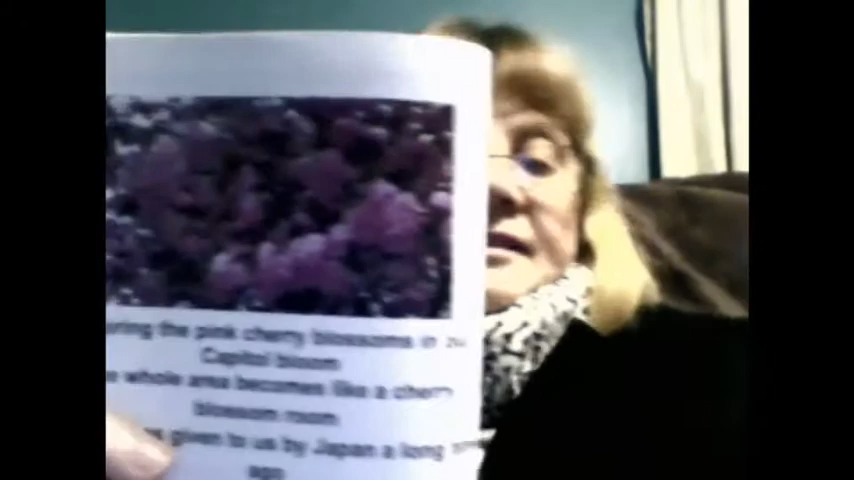 the pink cherry blossoms in
Capitol bloom
whole area becomes like a cherry
blossom room
given to us by Japan a long
ago